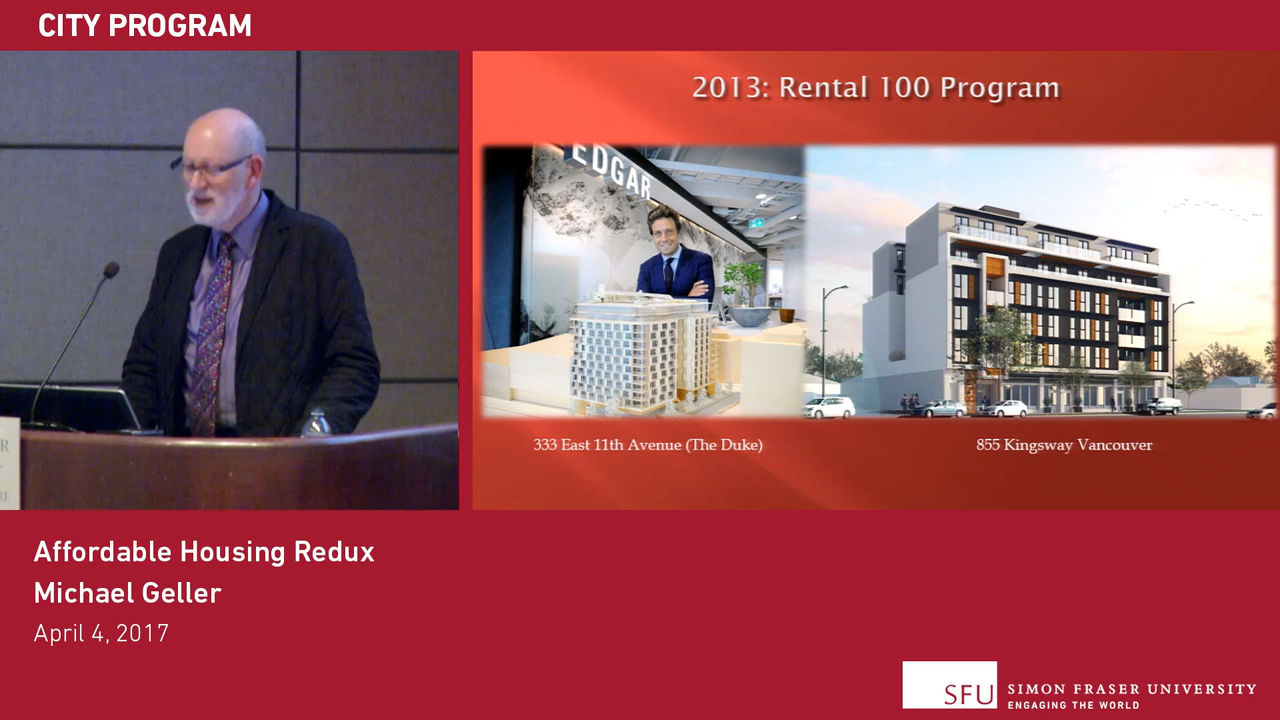 CITY PROGRAM
2013: Rental 100 Program
EDGAR
333 East 11th Avenue (The Duke)
855 Kingsway Vancouver
Affordable Housing Redux
Michael Geller
April 4, 2017
SFU
SIMON FRASER UNIVERSITY
ENGAGING THE WORLD